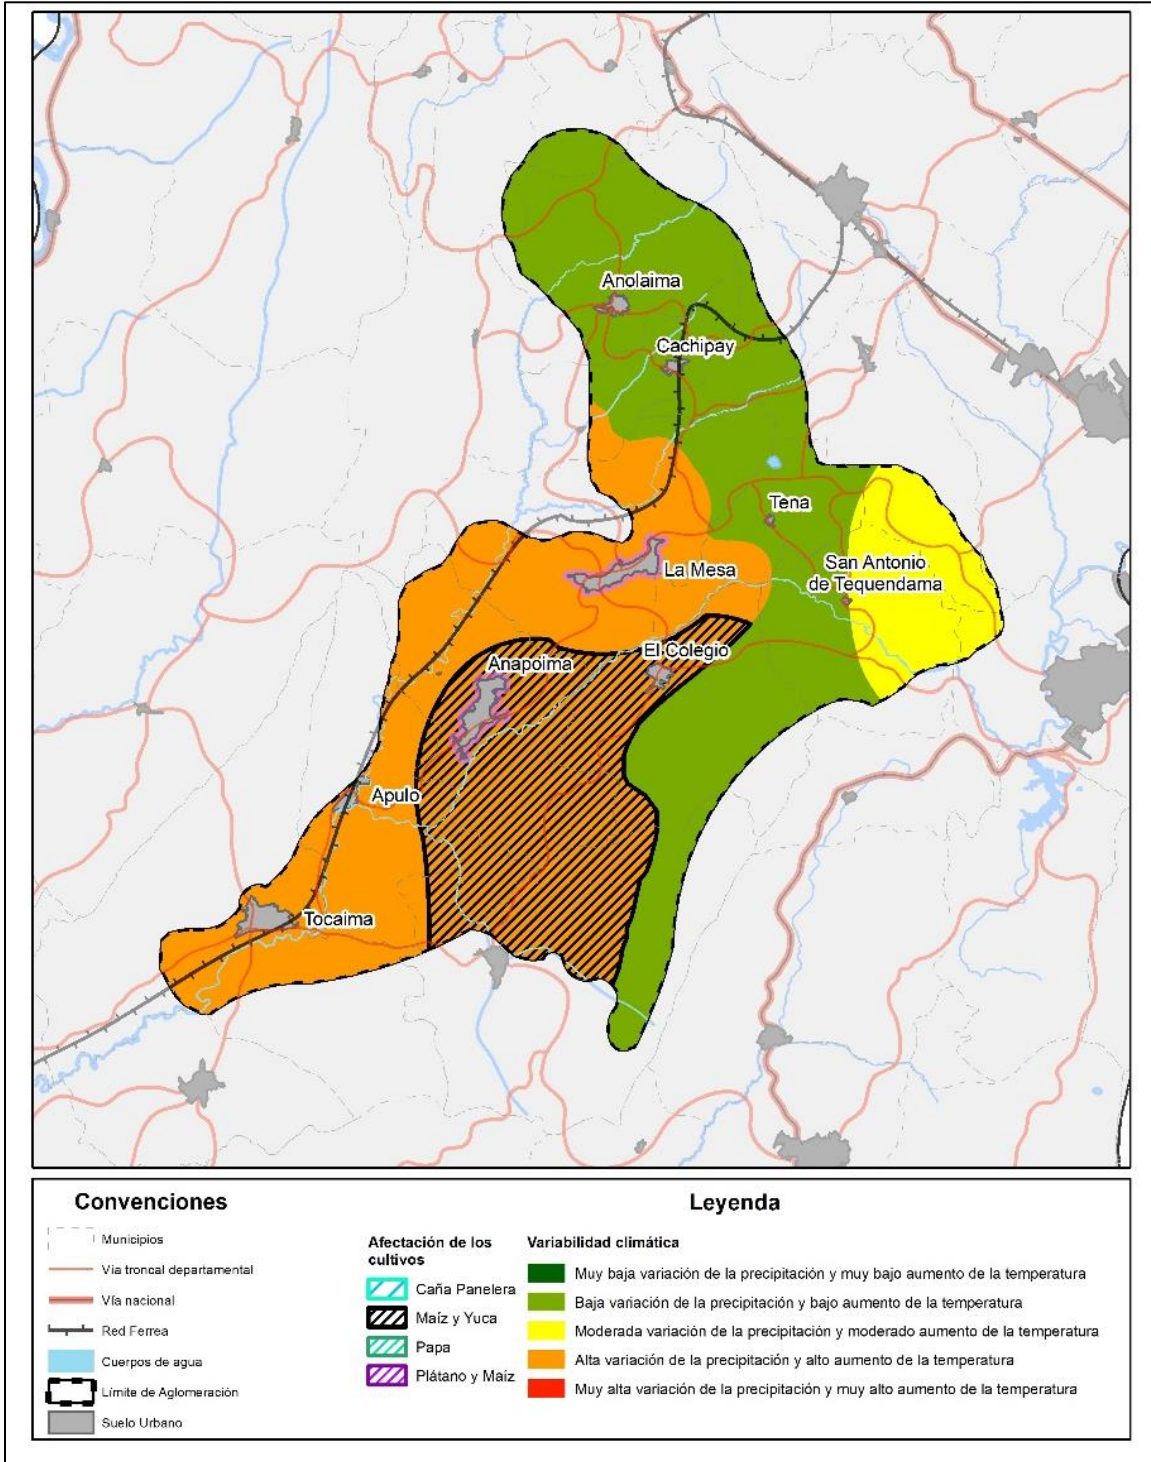 Anolaima
Cachipay
Tena
San Antonio
de Tequendama
La Mesa
El Colegio
Anapoima
Apulo
Tocaima
Convenciones
Municipios
Vía troncal departamental
Vía nacional
Red Ferrea
Cuerpos de agua
Límite de Aglomeración
Suelo Urbano
Leyenda
Afectación de los
cultivos
Caña Panelera
Maíz y Yuca
Papa
Plátano y Maíz
Variabilidad climática
Muy baja variación de la precipitación y muy bajo aumento de la temperatura
Baja variación de la precipitación y bajo aumento de la temperatura
Moderada variación de la precipitación y moderado aumento de la temperatura
Alta variación de la precipitación y alto aumento de la temperatura
Muy alta variación de la precipitación y muy alto aumento de la temperatura